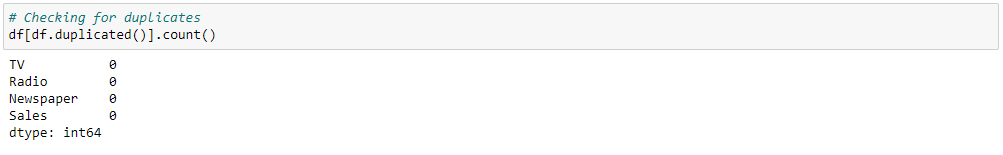 # Checking for duplicates
df[df.duplicated()].count()
TV           0
Radio        0
Newspaper    0
Sales        0
dtype: int64